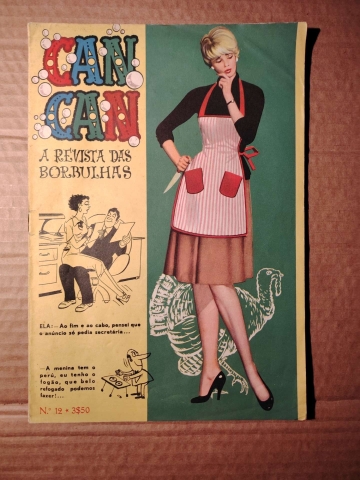 CAN
CAN
A REVISTA DAS
BORBULHAS
ELA:—Ao fim e ao cabo, pensei que
o anúncio só pedia secretária...
—A menina tem o
perú, eu tenho o
fogão, que belo
refogado podemos
fazer!...
N.º 12 • 3$50